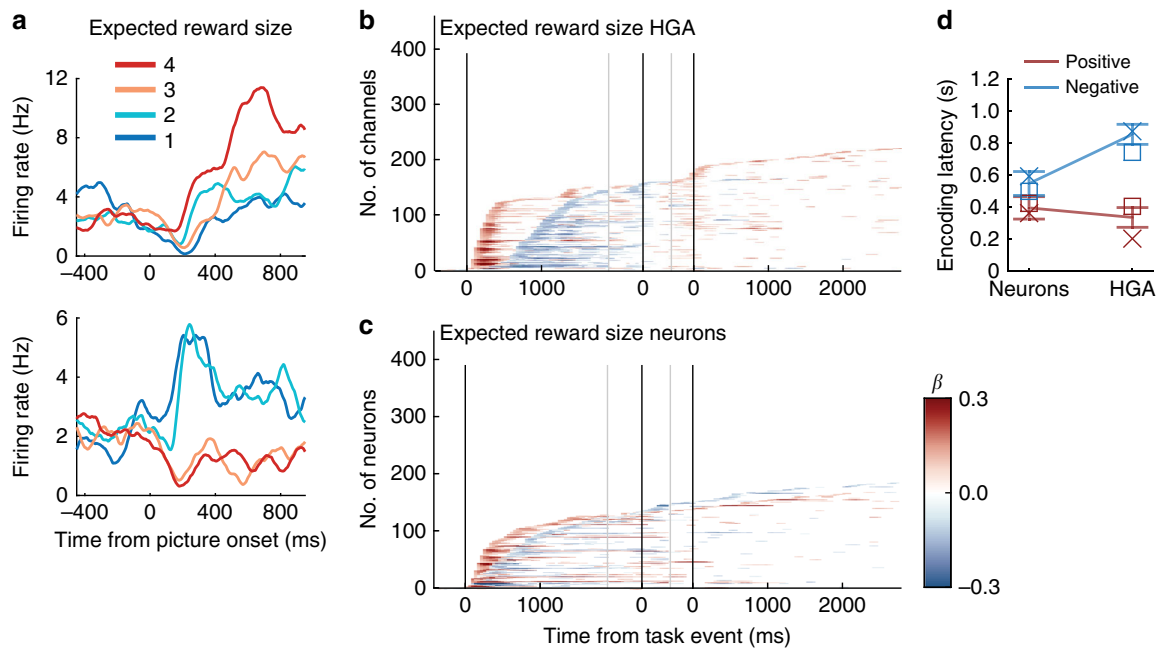 a
Expected reward size
4
3
2
1
12
8
4
0
Firing rate (Hz)
−400
0
400
800
6
4
2
0
Firing rate (Hz)
−400
0
400
800
Time from picture onset (ms)
b
Expected reward size HGA
400
300
200
100
0
No. of channels
0
1000
0
0
1000
2000
c
Expected reward size neurons
400
300
200
100
0
No. of neurons
0
1000
0
0
1000
2000
Time from task event (ms)
β
0.3
0.0
−0.3
d
Positive
Negative
1.2
1.0
0.8
0.6
0.4
0.2
0
Encoding latency (s)
Neurons
HGA